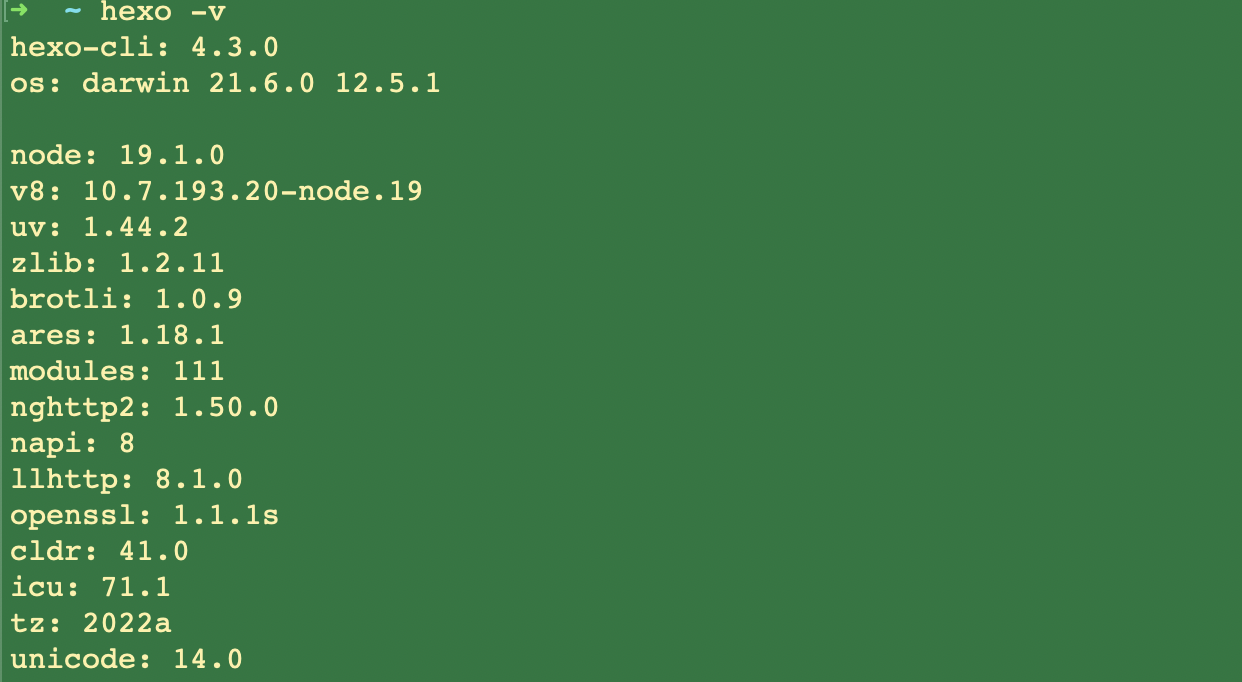 ➜  ~ hexo -v
hexo-cli: 4.3.0
os: darwin 21.6.0 12.5.1
node: 19.1.0
v8: 10.7.193.20-node.19
uv: 1.44.2
zlib: 1.2.11
brotli: 1.0.9
ares: 1.18.1
modules: 111
nghttp2: 1.50.0
napi: 8
llhttp: 8.1.0
openssl: 1.1.1s
cldr: 41.0
icu: 71.1
tz: 2022a
unicode: 14.0